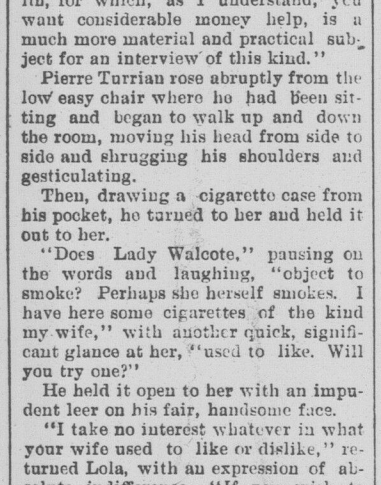 for which, as I understand, you
want considerable money help, is a
much more material and practical sub-
ject for an interview of this kind."
Pierre Turrian rose abruptly from the
low easy chair where he had been sit-
ting and began to walk up and down
the room, moving his head from side to
side and shrugging his shoulders and
gesticulating.
Then, drawing a cigarette case from
his pocket, he turned to her and held it
out to her.
"Does Lady Walcote," pausing on
the words and laughing, "object to
smoke? Perhaps she herself smokes. I
have here some cigarettes of the kind
my wife," with another quick, signifi-
cant glance at her, "used to like. Will
you try one?"
He held it open to her with an impu-
dent leer on his fair, handsome face.
"I take no interest whatever in what
your wife used to like or dislike," re-
turned Lola, with an expression of ab-